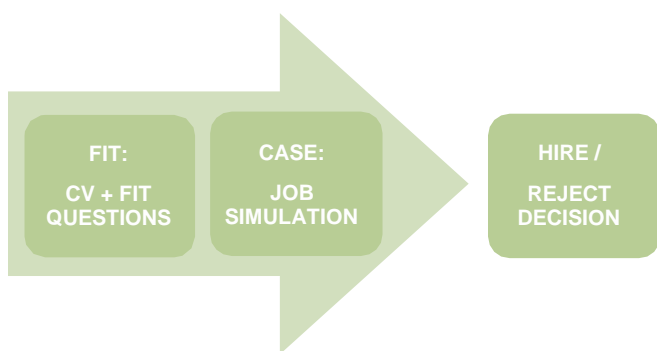 FIT:
CV + FIT
QUESTIONS
CASE:
JOB
SIMULATION
HIRE /
REJECT
DECISION